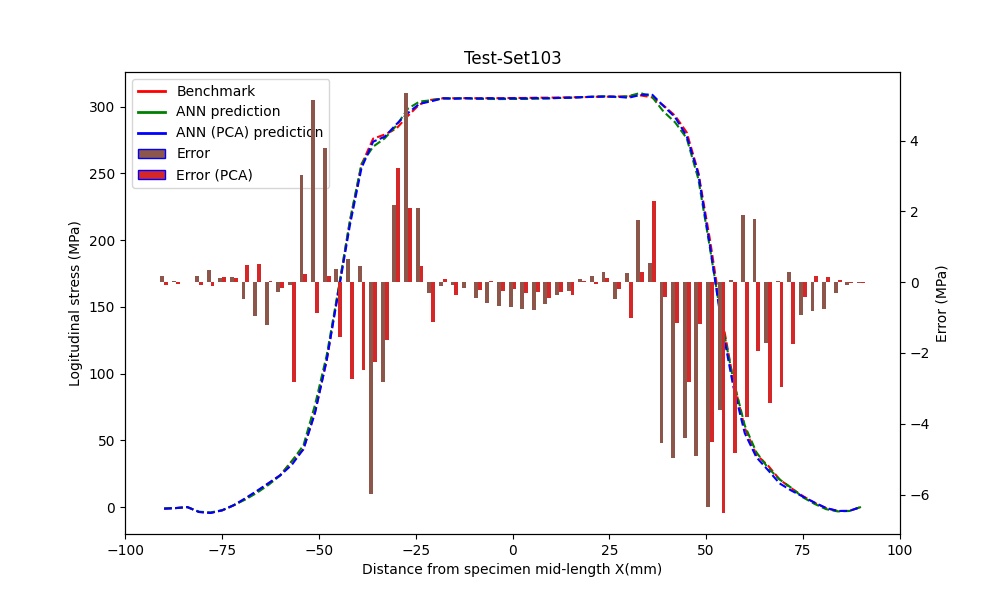 Test-Set103
Benchmark
ANN prediction
ANN (PCA) prediction
Error
Error (PCA)
300
250
200
150
100
50
0
Logitudinal stress (MPa)
4
2
0
−2
−4
−6
Error (MPa)
−100 −75 −50 −25 0 25 50 75 100
Distance from specimen mid-length X(mm)